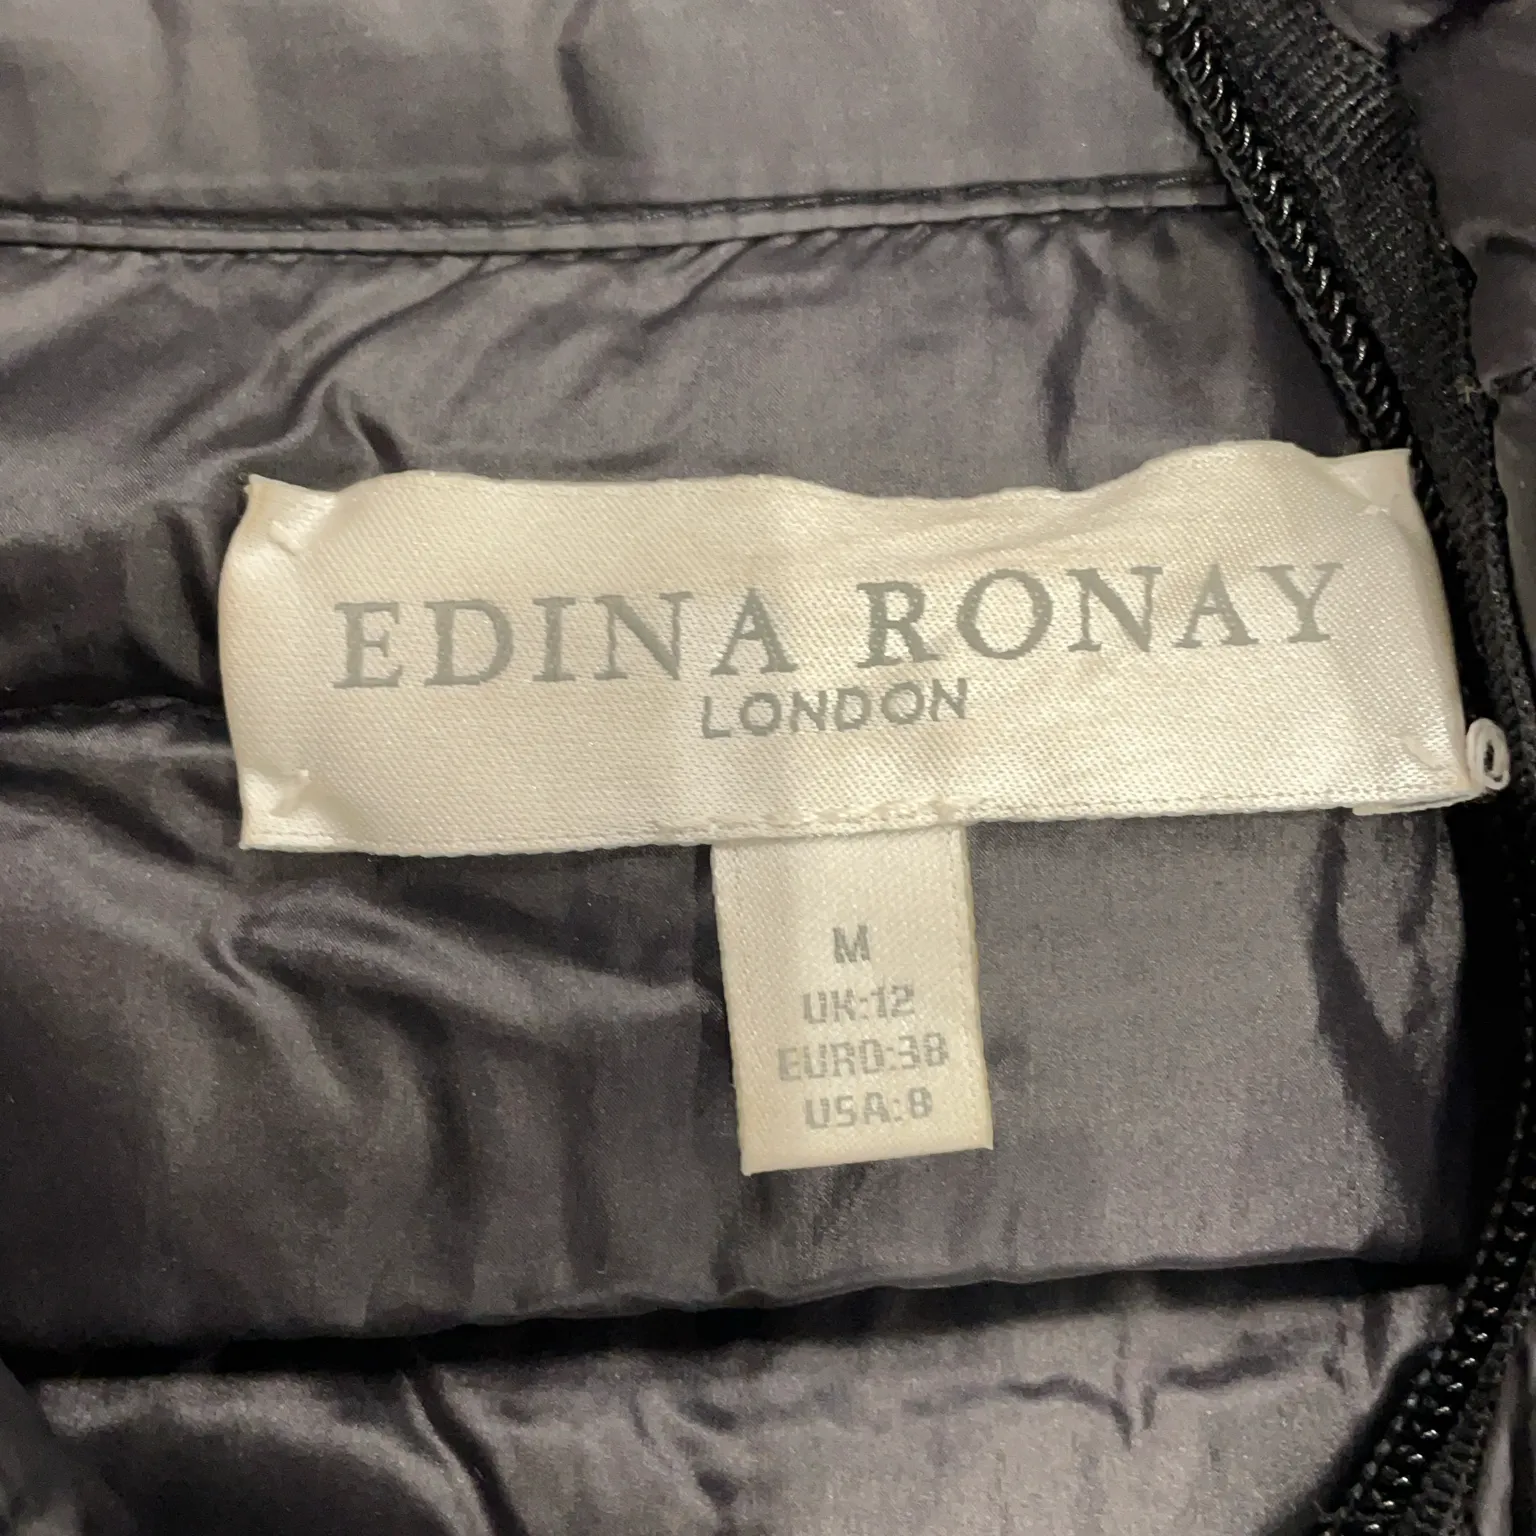 EDINA RONAY
LONDON
M
UK:12
EURO:38
USA:8